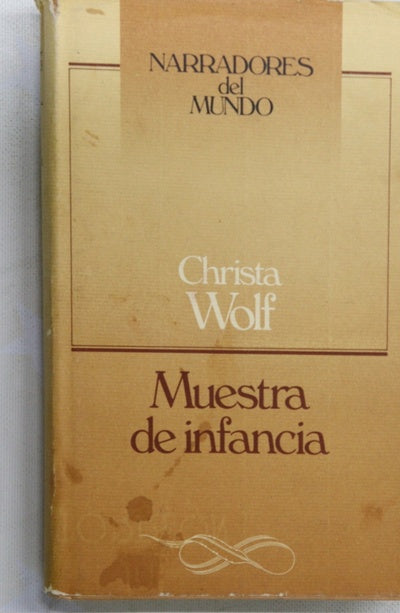 NARRADORES
del
MUNDO
Christa
Wolf
Muestra
de infancia